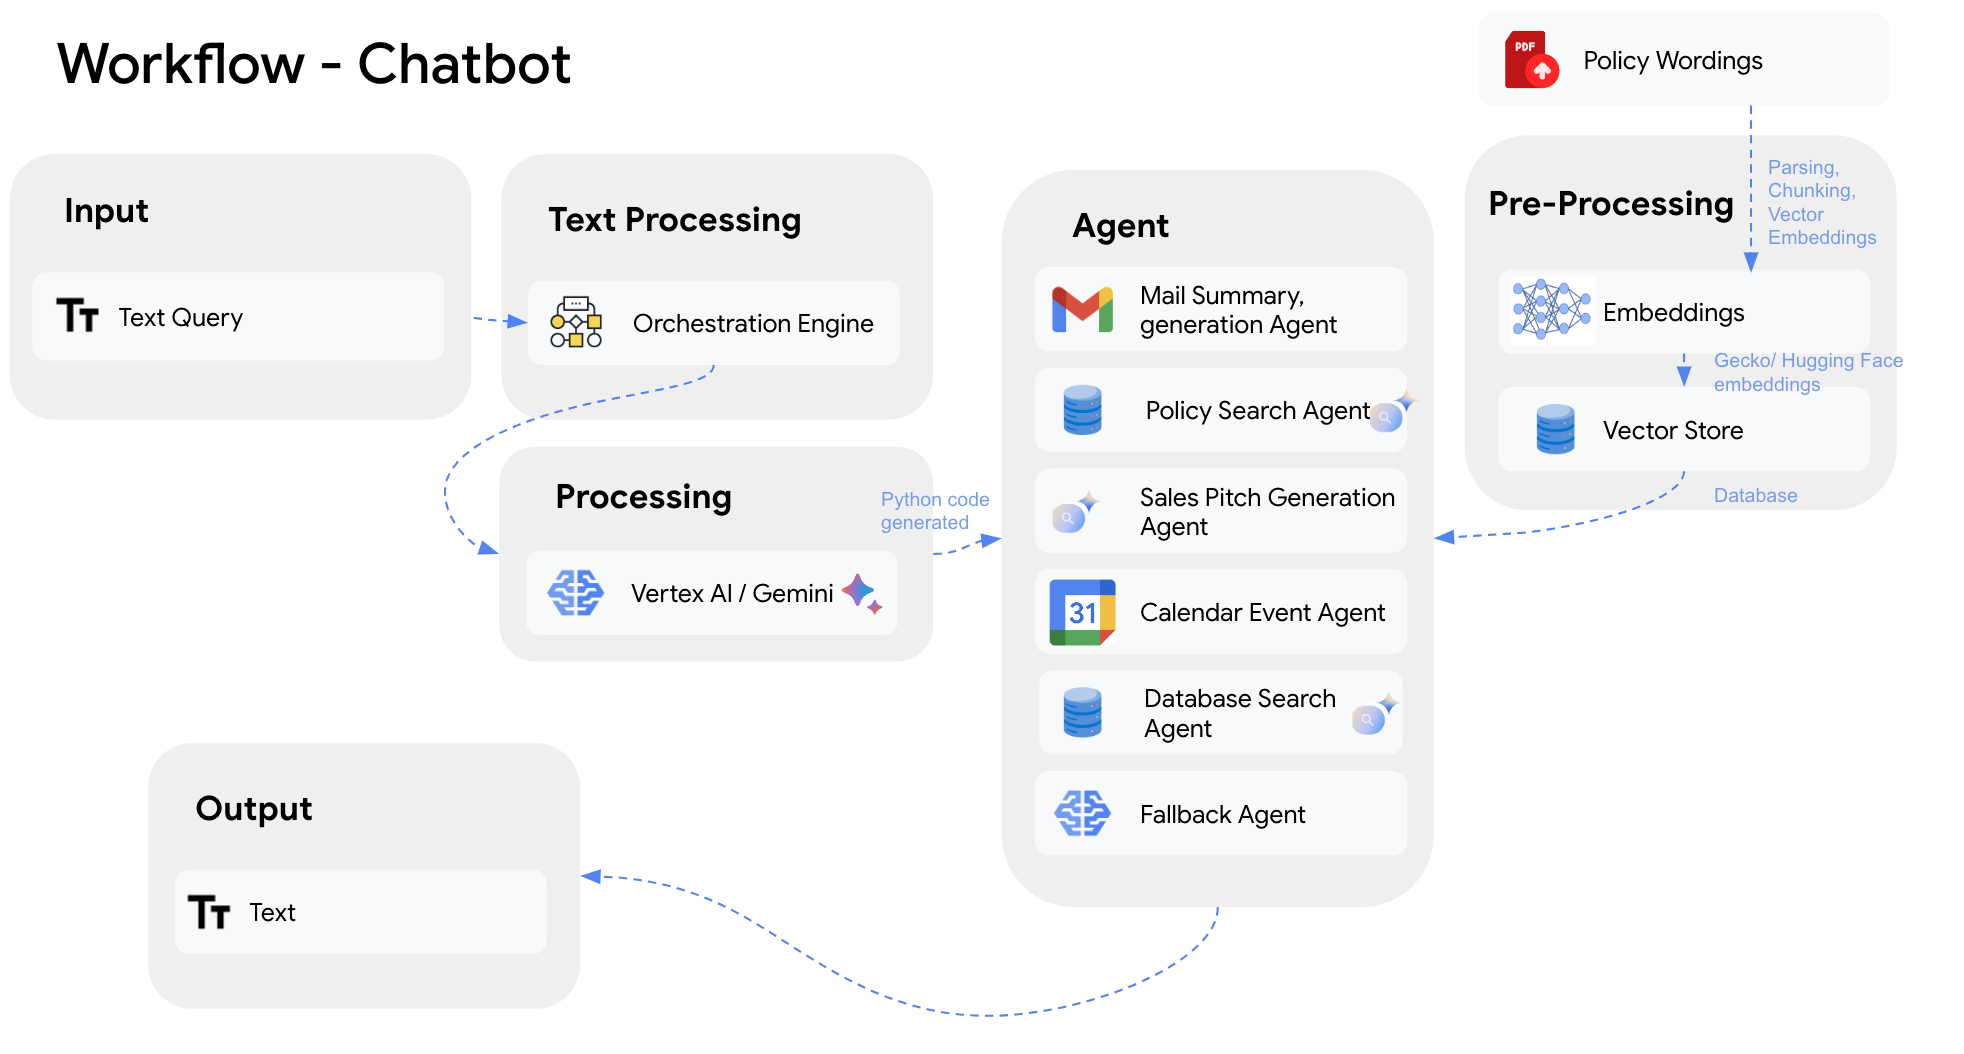 Workflow - Chatbot
PDF
Policy Wordings
Input
Text Query
Text Processing
Orchestration Engine
Processing
Vertex AI / Gemini
Python code
generated
Agent
Mail Summary,
generation Agent
Policy Search Agent
Sales Pitch Generation
Agent
31
Calendar Event Agent
Database Search
Agent
Fallback Agent
Pre-Processing
Parsing,
Chunking,
Vector
Embeddings
Embeddings
Gecko/ Hugging Face
embeddings
Vector Store
Database
Output
Text